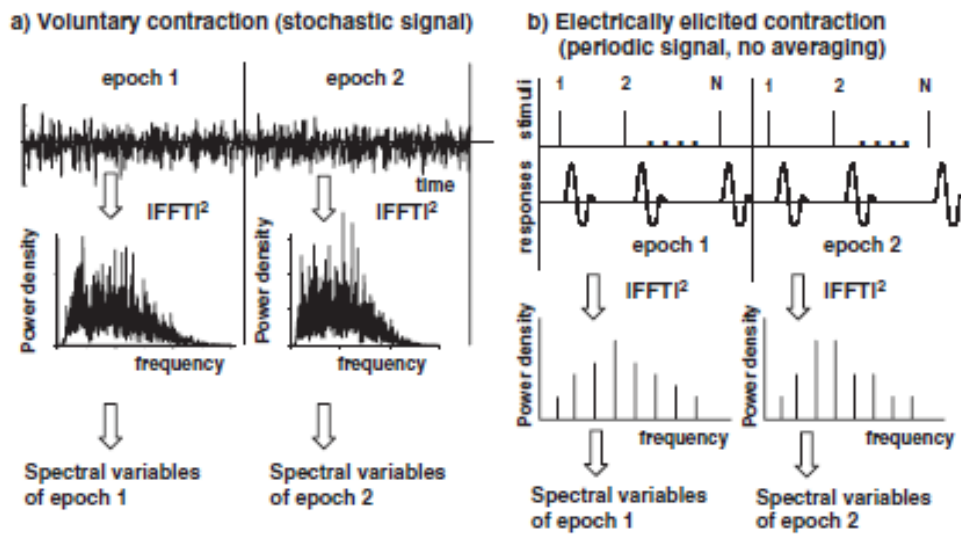 a) Voluntary contraction (stochastic signal)
epoch 1
epoch 2
time
|FFT|²
|FFT|²
Power density
frequency
Power density
frequency
Spectral variables
of epoch 1
Spectral variables
of epoch 2
b) Electrically elicited contraction
(periodic signal, no averaging)
stimuli
1
2
N
1
2
N
responses
epoch 1
epoch 2
|FFT|²
|FFT|²
Power density
frequency
Power density
frequency
Spectral variables
of epoch 1
Spectral variables
of epoch 2